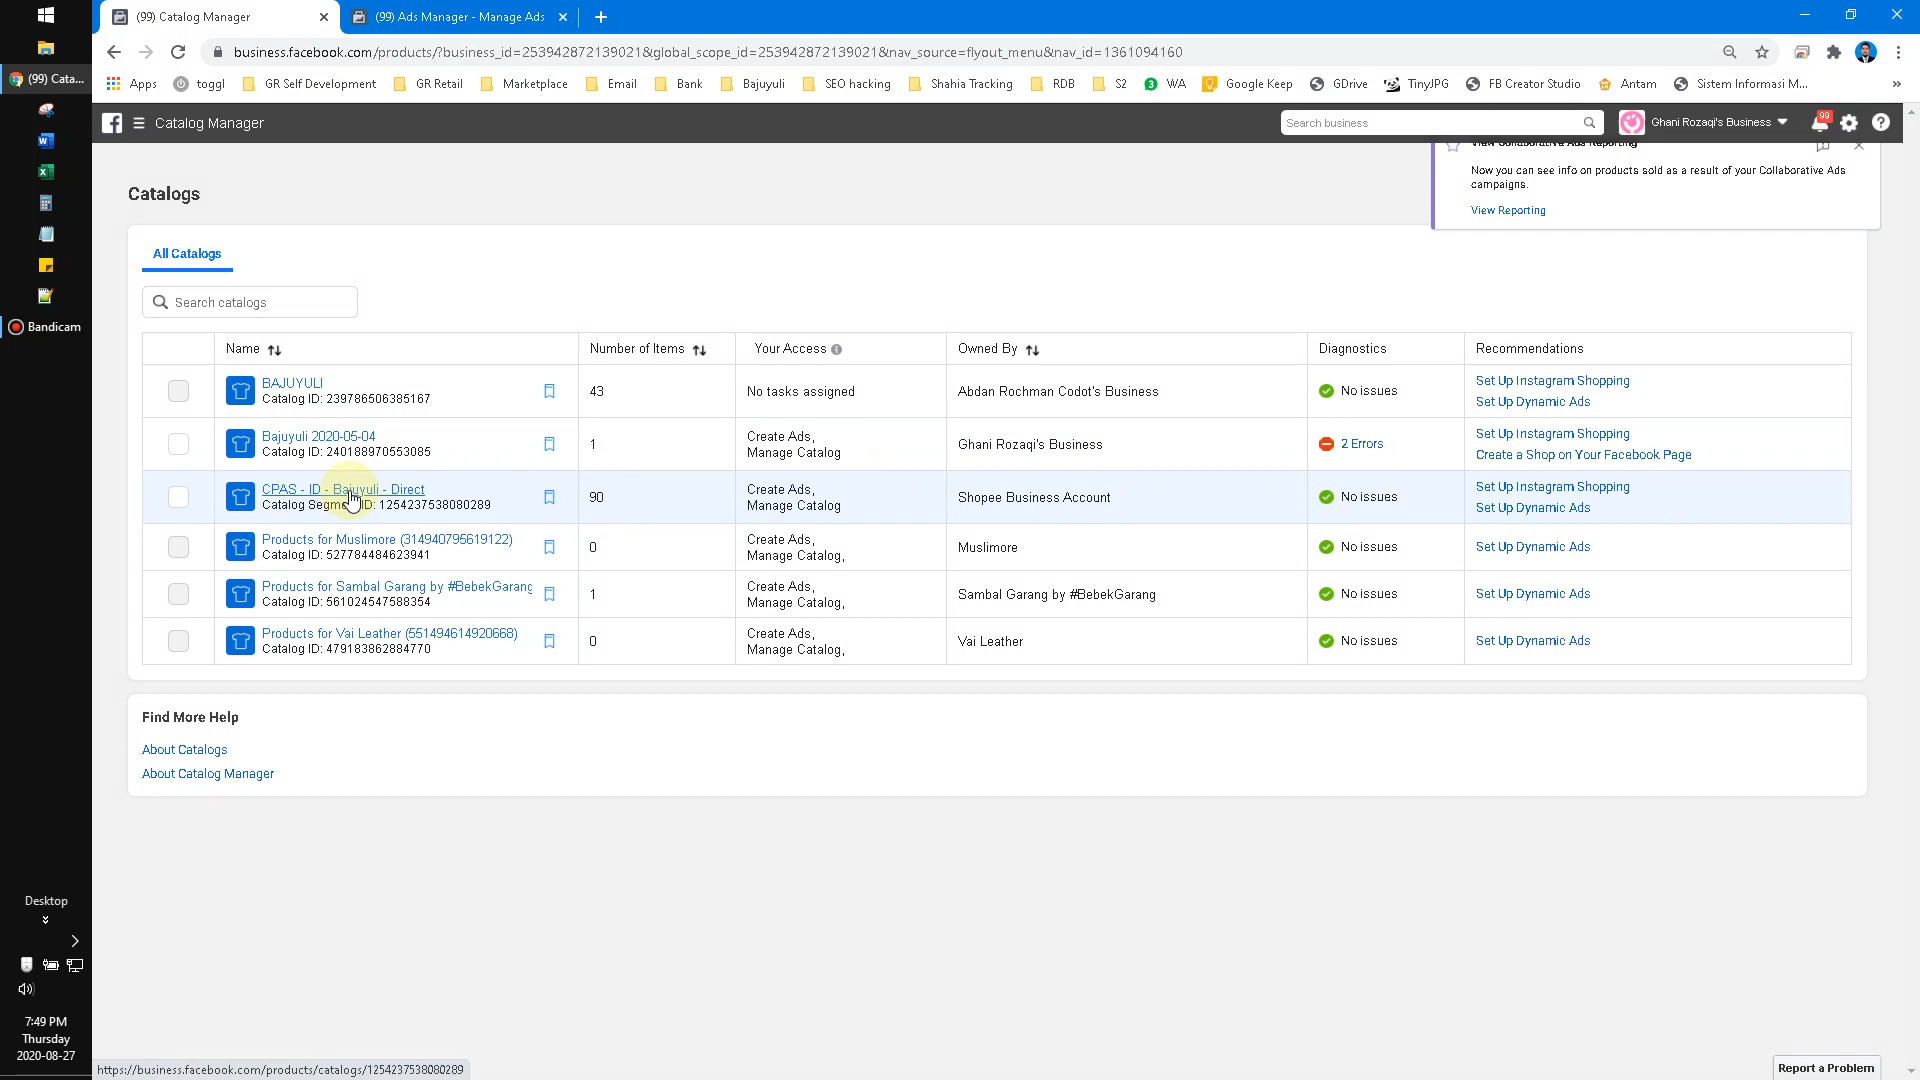 (99) Catalog Manager
(99) Ads Manager - Manage Ads
(99) Cata...
business.facebook.com/products/?business_id=253942872139021&global_scope_id=253942872139021&nav_source=flyout_menu&nav_id=1361094160
Apps
toggl
GR Self Development
GR Retail
Marketplace
Email
Bank
Bajuyuli
SEO hacking
Shahia Tracking
RDB
S2
WA
Google Keep
GDrive
TinyJPG
FB Creator Studio
Antam
Sistem Informasi M...
Catalog Manager
Search business
Ghani Rozaqi's Business
99
View Collaborative Ads Reporting
Now you can see info on products sold as a result of your Collaborative Ads
campaigns.
View Reporting
Catalogs
All Catalogs
Search catalogs
Name
Number of Items
Your Access
Owned By
Diagnostics
Recommendations
BAJUYULI
Catalog ID: 239786506385167
43
No tasks assigned
Abdan Rochman Codot's Business
No issues
Set Up Instagram Shopping
Set Up Dynamic Ads
Bajuyuli 2020-05-04
Catalog ID: 240188970553085
1
Create Ads,
Manage Catalog
Ghani Rozaqi's Business
2 Errors
Set Up Instagram Shopping
Create a Shop on Your Facebook Page
CPAS - ID - Bajuyuli - Direct
Catalog Segment ID: 1254237538080289
90
Create Ads,
Manage Catalog
Shopee Business Account
No issues
Set Up Instagram Shopping
Set Up Dynamic Ads
Products for Muslimore (314940795619122)
Catalog ID: 527784484623941
0
Create Ads,
Manage Catalog,
Muslimore
No issues
Set Up Dynamic Ads
Products for Sambal Garang by #BebekGarang
Catalog ID: 561024547588354
1
Create Ads,
Manage Catalog,
Sambal Garang by #BebekGarang
No issues
Set Up Dynamic Ads
Products for Vai Leather (551494614920668)
Catalog ID: 479183862884770
0
Create Ads,
Manage Catalog,
Vai Leather
No issues
Set Up Dynamic Ads
Find More Help
About Catalogs
About Catalog Manager
Bandicam
Desktop
7:49 PM
Thursday
2020-08-27
https://business.facebook.com/products/catalogs/1254237538080289
Report a Problem